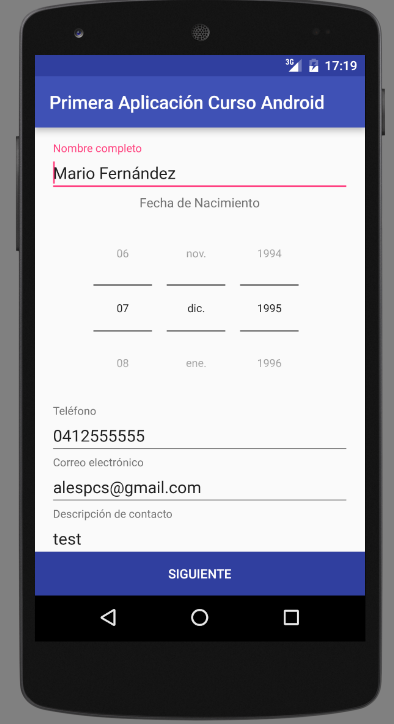 3G 17:19
Primera Aplicación Curso Android
Nombre completo
Mario Fernández
Fecha de Nacimiento
06 nov. 1994
07 dic. 1995
08 ene. 1996
Teléfono
0412555555
Correo electrónico
alespcs@gmail.com
Descripción de contacto
test
SIGUIENTE